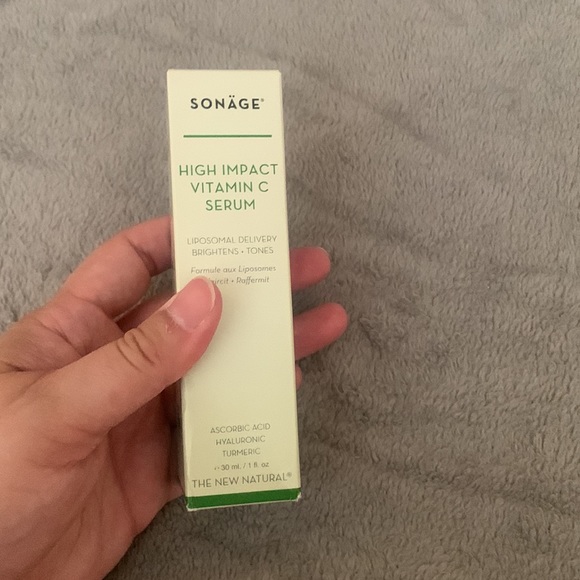 SONÄGE®
HIGH IMPACT
VITAMIN C
SERUM
LIPOSOMAL DELIVERY
BRIGHTENS • TONES
Formule aux Liposomes
• Raffermit
ASCORBIC ACID
HYALURONIC
TURMERIC
30 ml. / 1 fl. oz
THE NEW NATURAL®